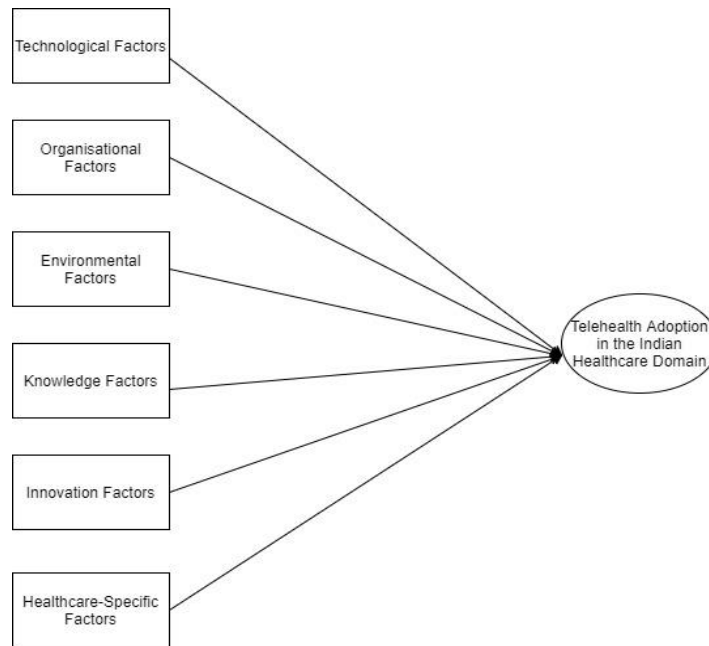 Technological Factors
Organisational
Factors
Environmental
Factors
Knowledge Factors
Innovation Factors
Healthcare-Specific
Factors
Telehealth Adoption
in the Indian
Healthcare Domain